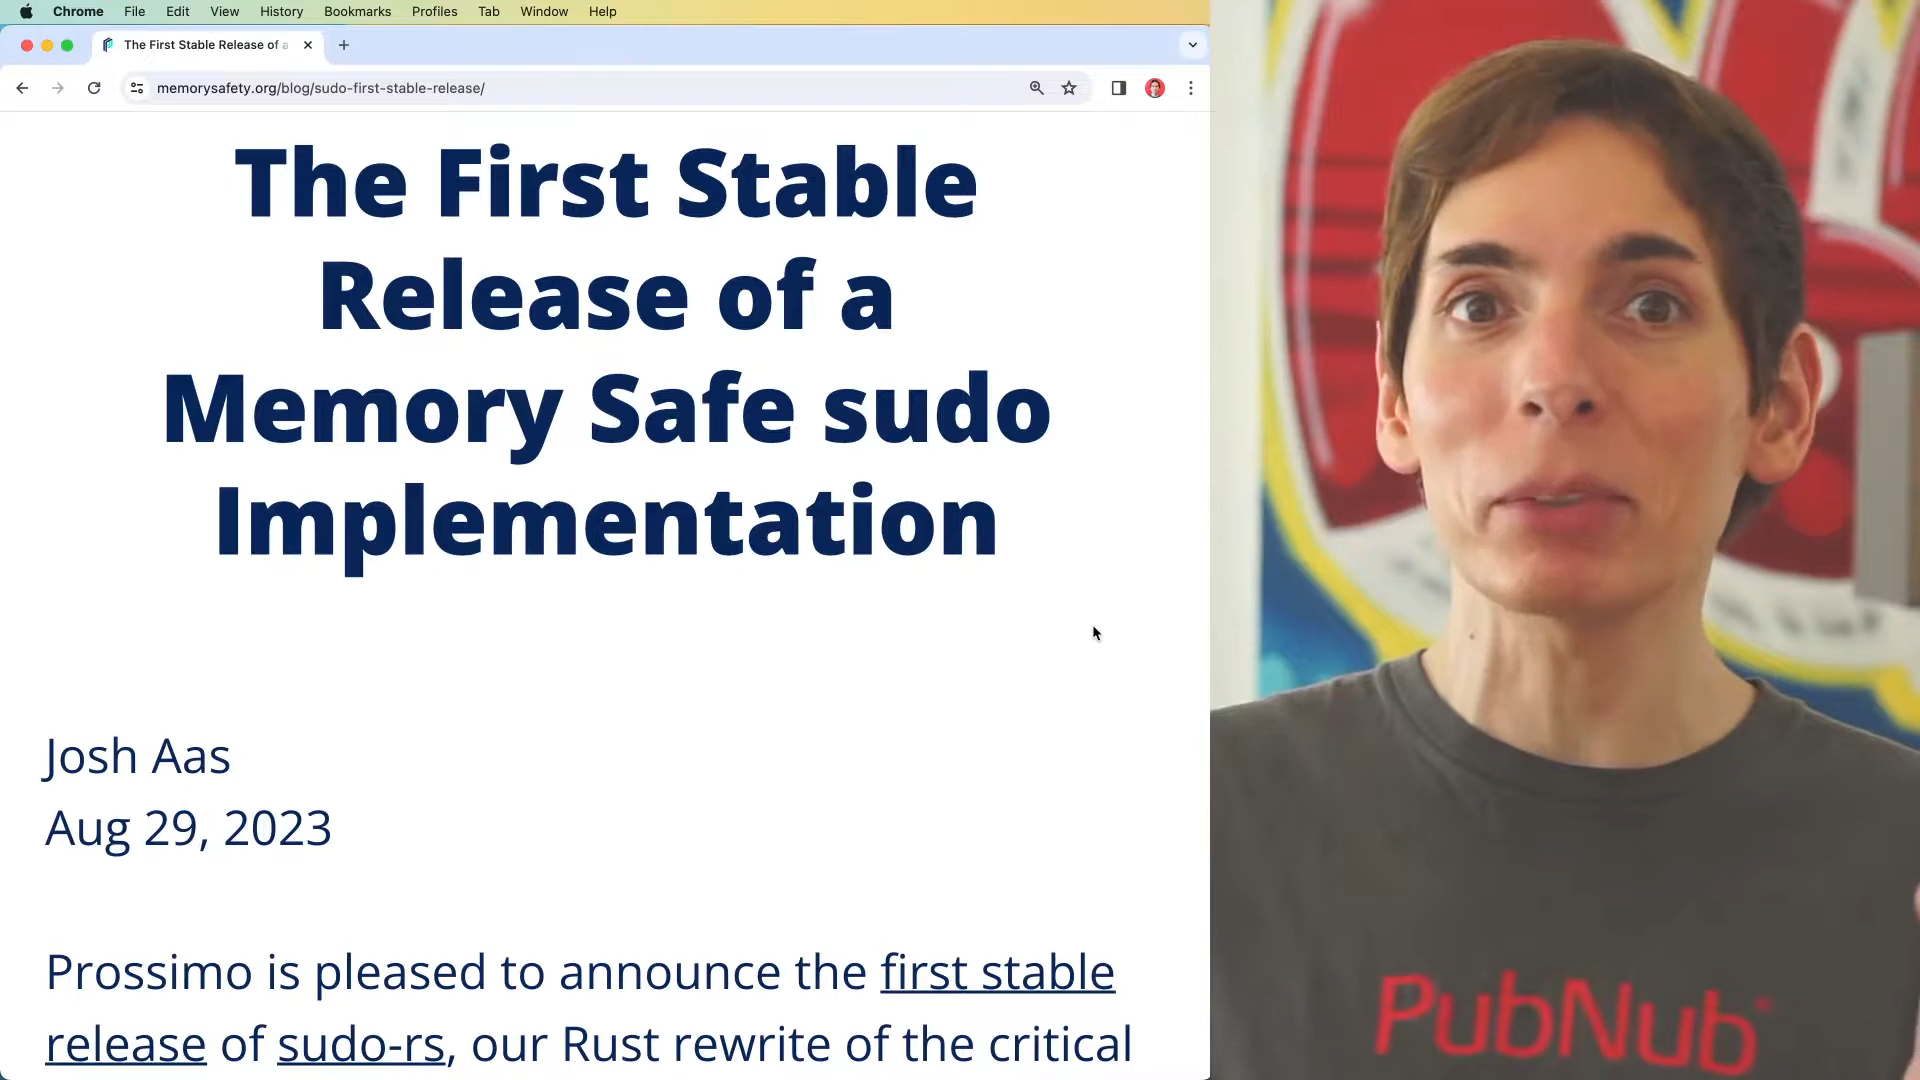 Chrome File Edit View History Bookmarks Profiles Tab Window Help
The First Stable Release of a
memorysafety.org/blog/sudo-first-stable-release/
The First Stable
Release of a
Memory Safe sudo
Implementation
Josh Aas
Aug 29, 2023
Prossimo is pleased to announce the first stable
release of sudo-rs, our Rust rewrite of the critical
PubNub